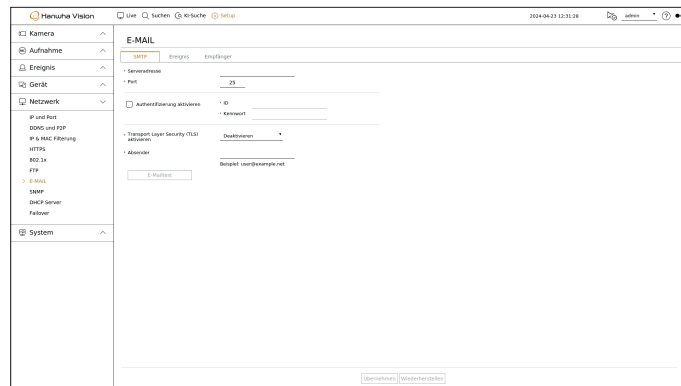 Hanwha Vision
Live Suchen KI-Suche Setup 2024-04-23 12:31:28 admin
Kamera
Aufnahme
Ereignis
Gerät
Netzwerk
IP und Port
DDNS und P2P
IP & MAC Filterung
HTTPS
802.1x
FTP
E-MAIL
SNMP
DHCP Server
Failover
System
E-MAIL
SMTP Ereignis Empfänger
Serveradresse
Port 25
Authentifizierung aktivieren ID
Kennwort
Transport Layer Security (TLS) Deaktivieren
aktivieren
Absender
Beispiel: user@example.net
E-Mailtest
Übernehmen Wiederherstellen